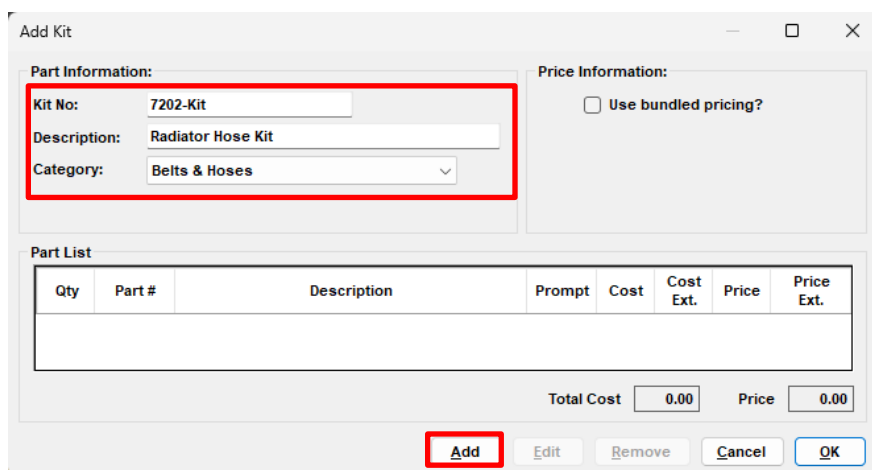 Add Kit
Part Information:
Kit No: 7202-Kit
Description: Radiator Hose Kit
Category: Belts & Hoses
Price Information:
Use bundled pricing?
Part List
Qty Part # Description Prompt Cost Cost Ext. Price Price Ext.
Total Cost 0.00 Price 0.00
Add Edit Remove Cancel OK